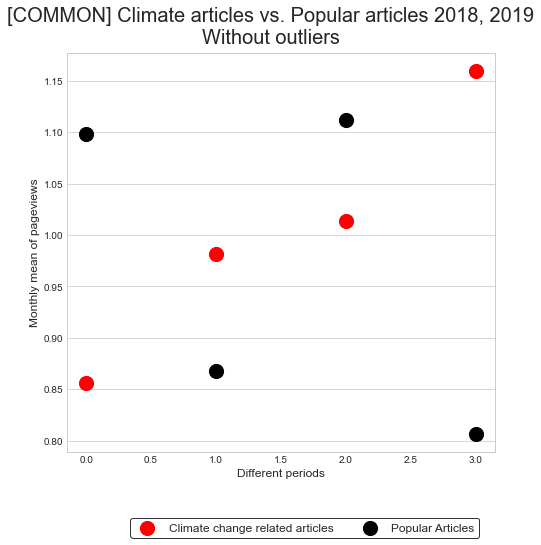 [COMMON] Climate articles vs. Popular articles 2018, 2019
Without outliers
Monthly mean of pageviews
1.15
1.10
1.05
1.00
0.95
0.90
0.85
0.80
0.0 0.5 1.0 1.5 2.0 2.5 3.0
Different periods
Climate change related articles Popular Articles